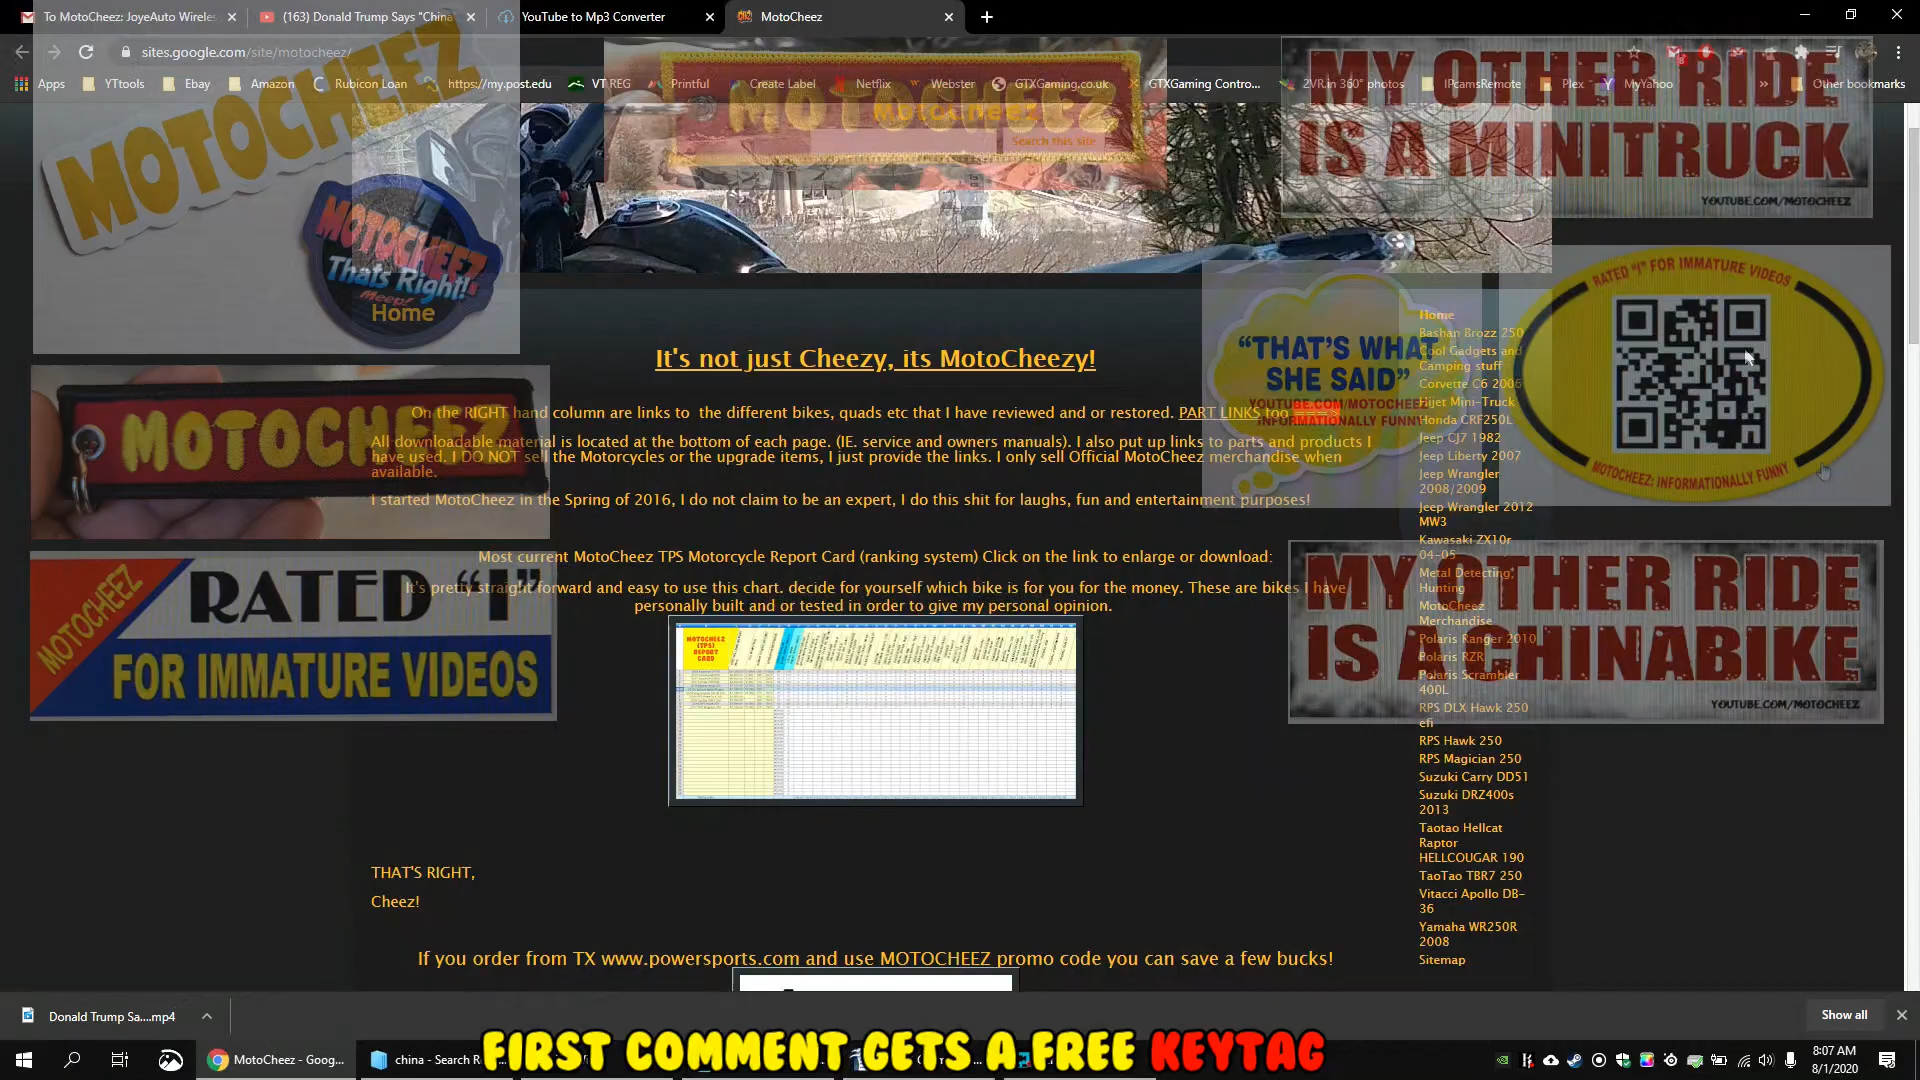 To MotoCheez: JoyeAuto Wireles
(163) Donald Trump Says "China
YouTube to Mp3 Converter
MotoCheez
sites.google.com/site/motocheez/
Apps
YTtools
Ebay
Amazon
Rubicon Loan
https://my.post.edu
VT REG
Printful
Create Label
Netflix
Webster
GTXGaming.co.uk
GTXGaming Contro...
2VR.in 360° photos
IPcamsRemote
Plex
MyYahoo
Other bookmarks
MOTOCHEEZ
MOTOCHEEZ
Thats Right!
Meep!
Home
MOTOCHEEZ
MotoCheez
Search this site
MY OTHER RIDE
IS A MINITRUCK
YOUTUBE.COM/MOTOCHEEZ
"THAT'S WHAT
SHE SAID"
YOUTUBE.COM/MOTOCHEEZ
INFORMATIONALLY FUNNY
RATED "I" FOR IMMATURE VIDEOS
MOTOCHEEZ: INFORMATIONALLY FUNNY
MOTOCHEEZ
MOTOCHEEZ
RATED "I"
FOR IMMATURE VIDEOS
MY OTHER RIDE
IS A CHINABIKE
YOUTUBE.COM/MOTOCHEEZ
It's not just Cheezy, its MotoCheezy!
On the RIGHT hand column are links to the different bikes, quads etc that I have reviewed and or restored. PART LINKS too ===>
All downloadable material is located at the bottom of each page. (IE. service and owners manuals). I also put up links to parts and products I
have used. I DO NOT sell the Motorcycles or the upgrade items, I just provide the links. I only sell Official MotoCheez merchandise when
available.
I started MotoCheez in the Spring of 2016, I do not claim to be an expert, I do this shit for laughs, fun and entertainment purposes!
Most current MotoCheez TPS Motorcycle Report Card (ranking system) Click on the link to enlarge or download:
It's pretty straight forward and easy to use this chart. decide for yourself which bike is for you for the money. These are bikes I have
personally built and or tested in order to give my personal opinion.
MOTOCHEEZ
(TPS)
REPORT
CARD
THAT'S RIGHT,
Cheez!
If you order from TX www.powersports.com and use MOTOCHEEZ promo code you can save a few bucks!
Home
Bashan Brozz 250
Cool Gadgets and
Camping stuff
Corvette C6 2006
Hijet Mini-Truck
Honda CRF250L
Jeep CJ7 1982
Jeep Liberty 2007
Jeep Wrangler
2008/2009
Jeep Wrangler 2012
MW3
Kawasaki ZX10r
04-05
Metal Detecting,
Hunting
MotoCheez
Merchandise
Polaris Ranger 2010
Polaris RZR
Polaris Scrambler
400L
RPS DLX Hawk 250
efi
RPS Hawk 250
RPS Magician 250
Suzuki Carry DD51
Suzuki DRZ400s
2013
Taotao Hellcat
Raptor
HELLCOUGAR 190
TaoTao TBR7 250
Vitacci Apollo DB-
36
Yamaha WR250R
2008
Sitemap
Donald Trump Sa....mp4
Show all
FIRST COMMENT GETS A FREE KEYTAG
MotoCheez - Goog...
china - Search R
8:07 AM
8/1/2020